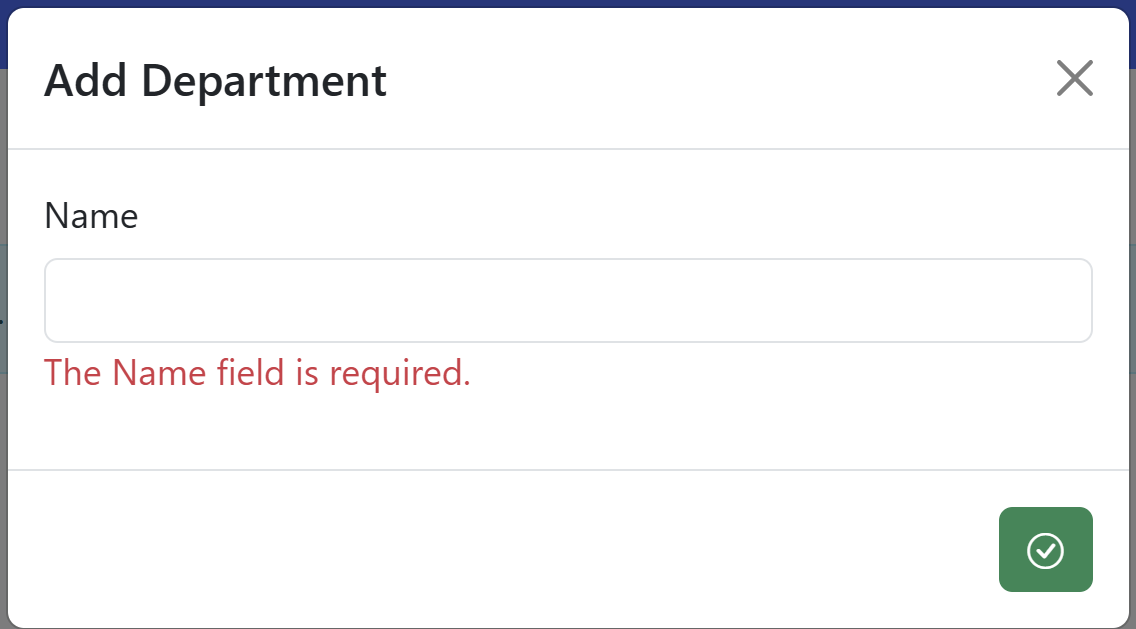 Add Department
Name
The Name field is required.